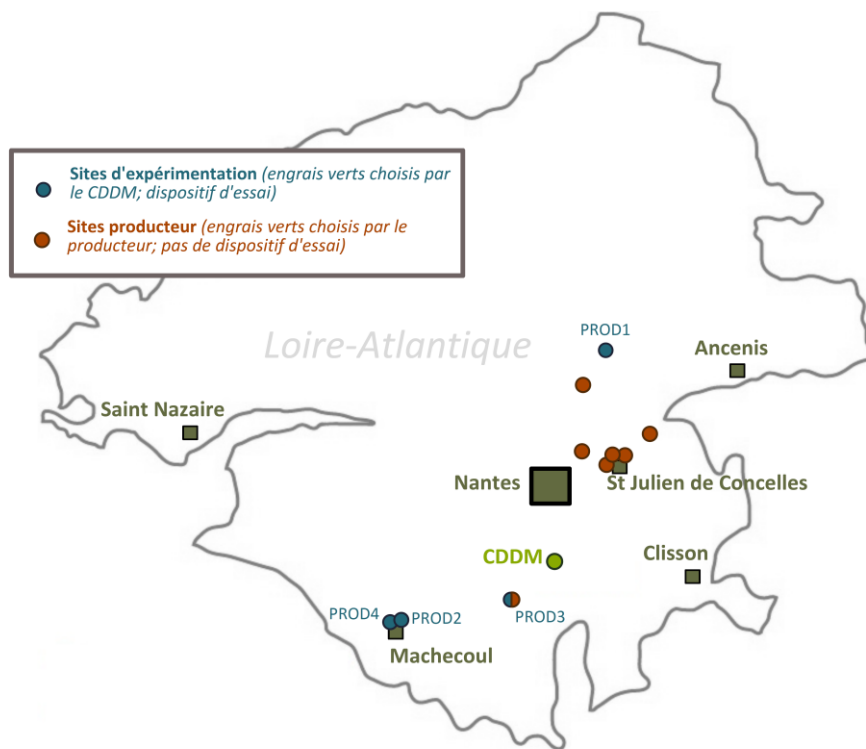 Sites d'expérimentation (engrais verts choisis par
le CDDM; dispositif d'essai)
Sites producteur (engrais verts choisis par le
producteur; pas de dispositif d'essai)
PROD1
Loire-Atlantique
Ancenis
Saint Nazaire
Nantes
St Julien de Concelles
CDDM
Clisson
PROD4
PROD2
PROD3
Machecoul